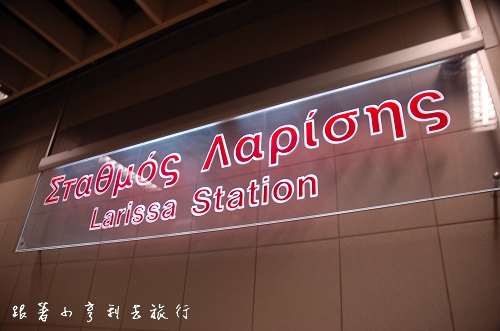 Σταθμός Λαρίσης
Larissa Station
跟著小亨利去旅行